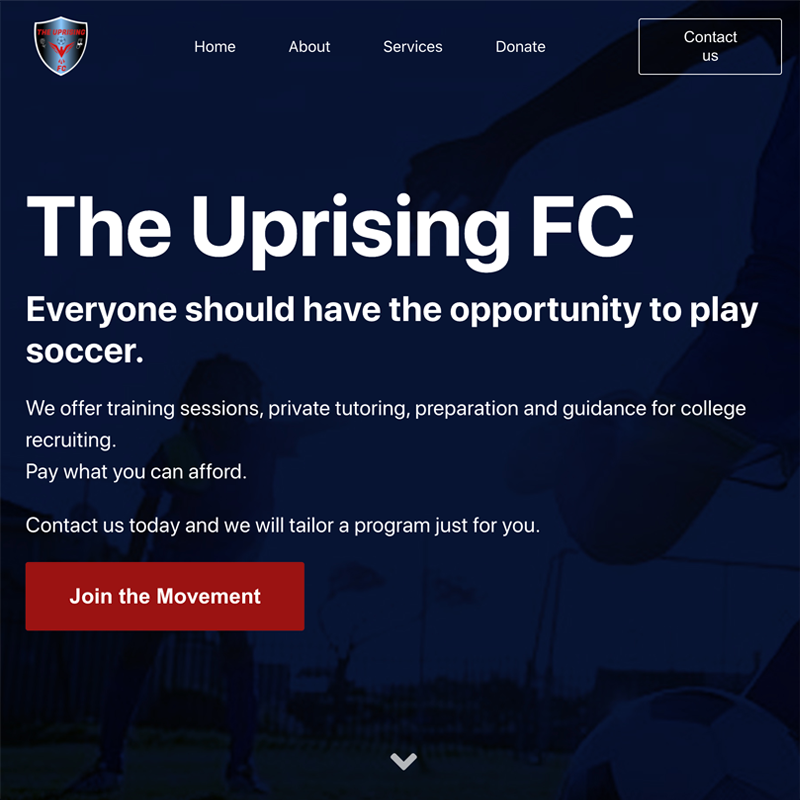 THE UPRISING
FC
Home
About
Services
Donate
Contact
us
The Uprising FC
Everyone should have the opportunity to play
soccer.
We offer training sessions, private tutoring, preparation and guidance for college
recruiting.
Pay what you can afford.
Contact us today and we will tailor a program just for you.
Join the Movement